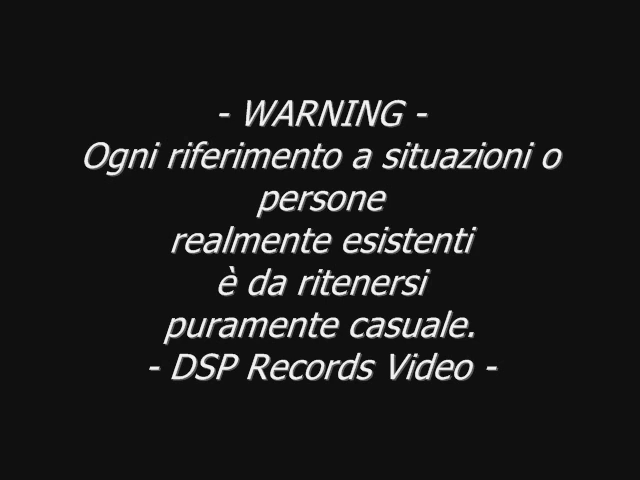 - WARNING -
Ogni riferimento a situazioni o
persone
realmente esistenti
è da ritenersi
puramente casuale.
- DSP Records Video -